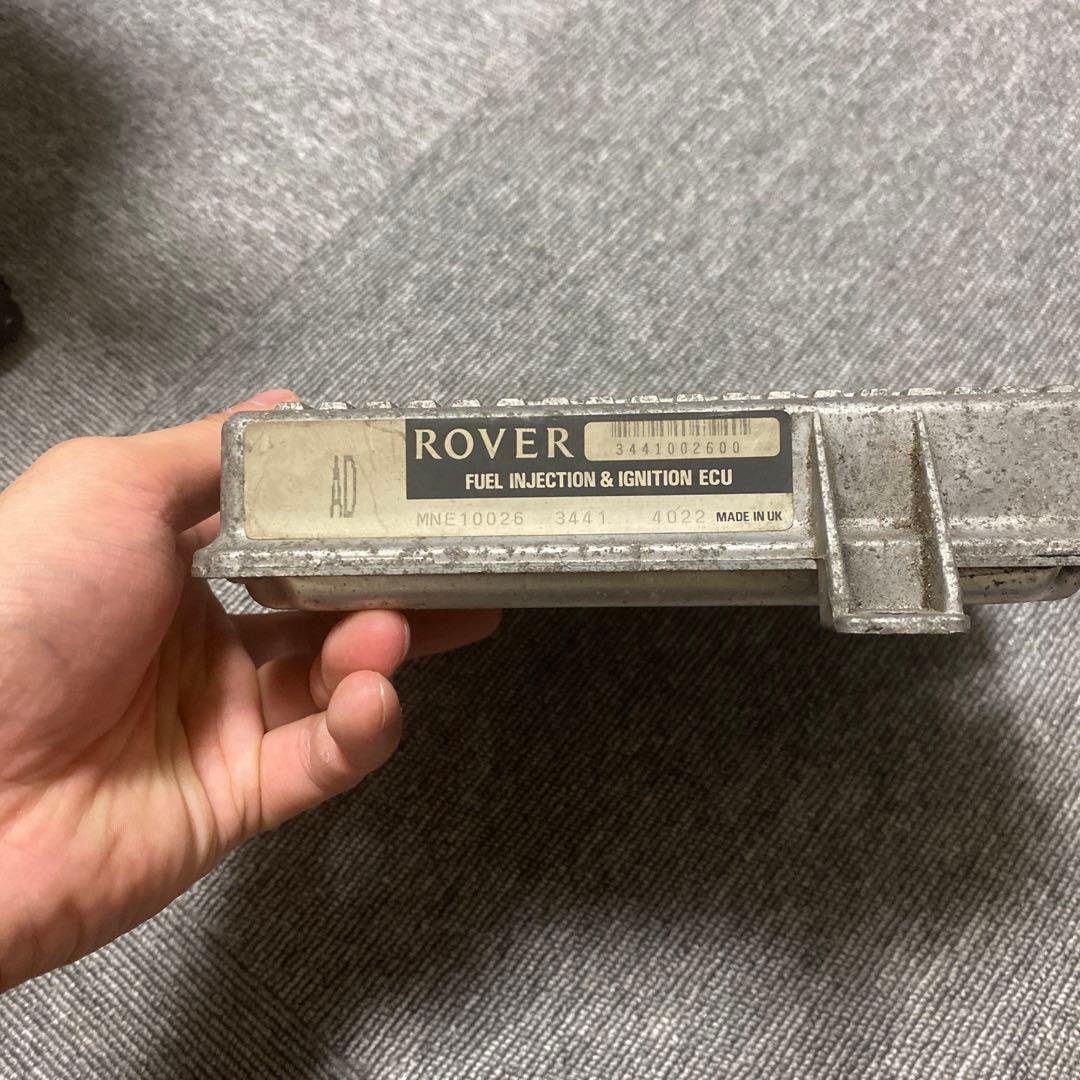 AD
ROVER
3441002600
FUEL INJECTION & IGNITION ECU
MNE10026 3441 4022 MADE IN UK